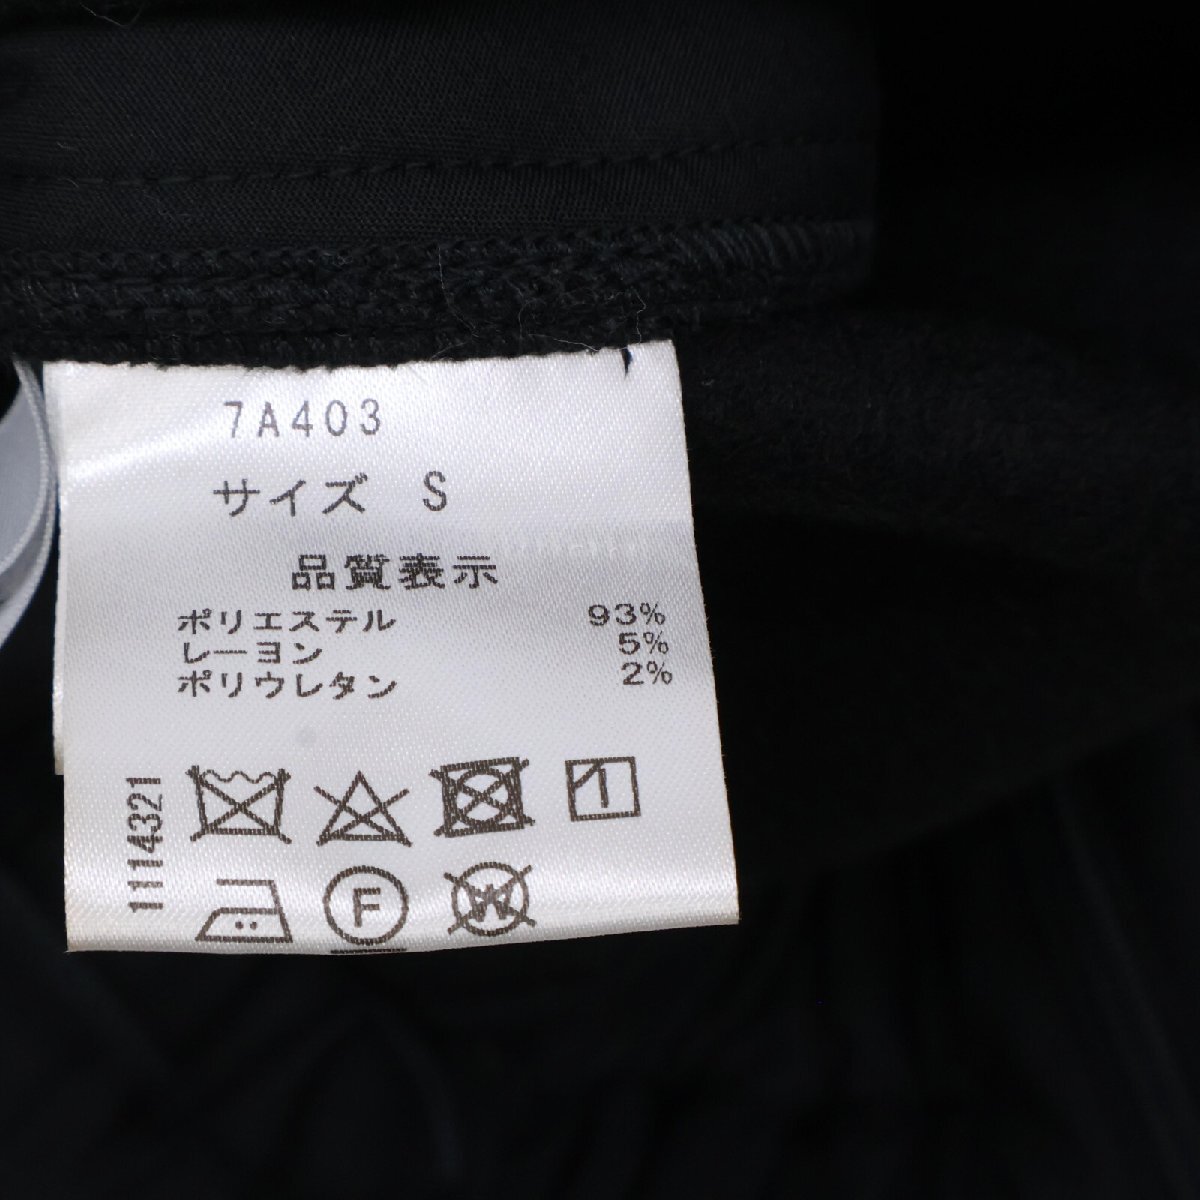 7A403
サイズ S
品質表示
ポリエステル 93%
レーヨン 5%
ポリウレタン 2%
1114321
F
W